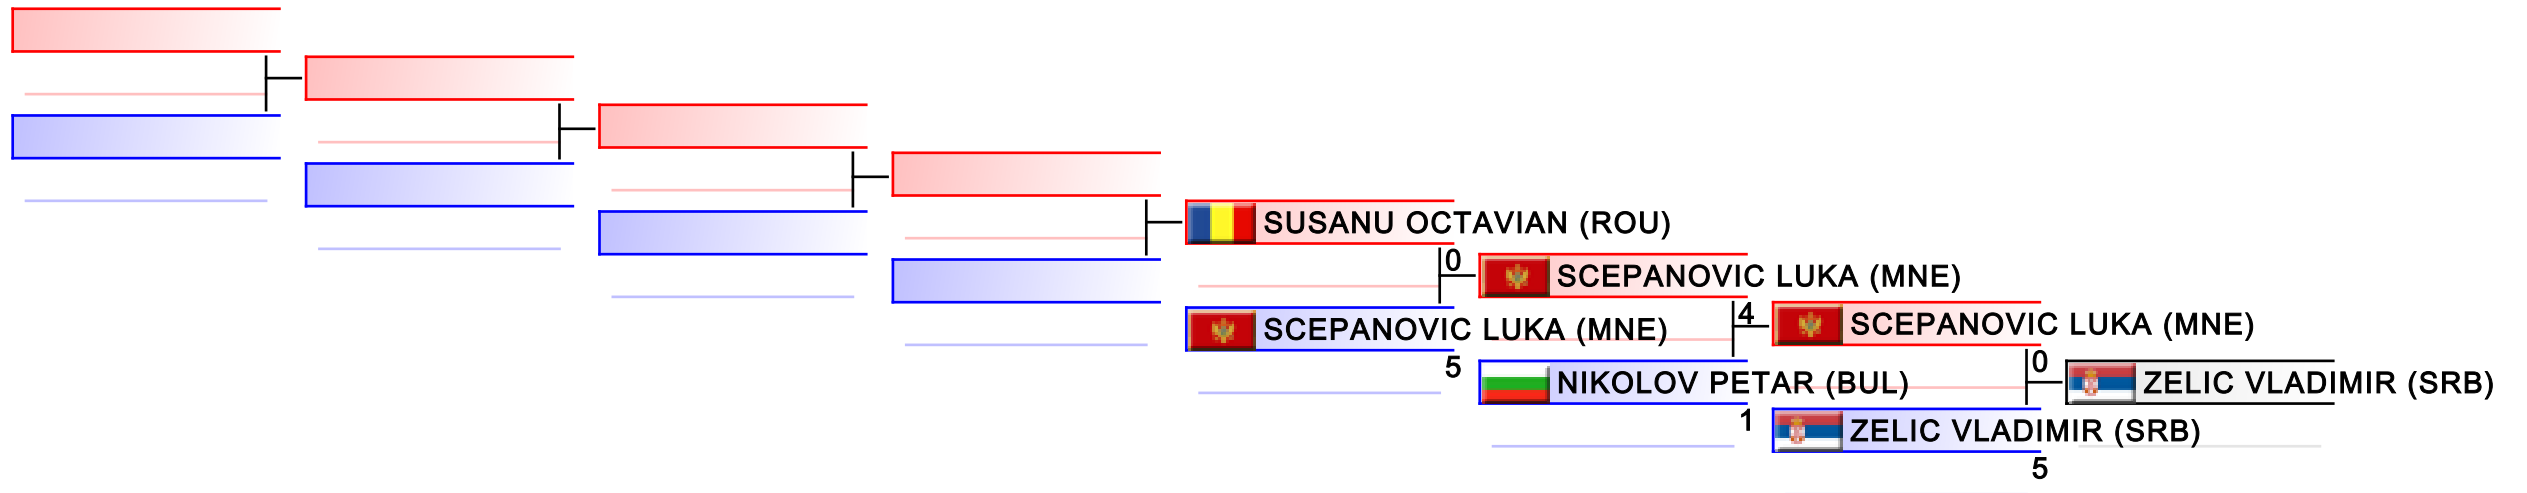 SUSANU OCTAVIAN (ROU)
0
SCEPANOVIC LUKA (MNE)
SCEPANOVIC LUKA (MNE)
5
4
SCEPANOVIC LUKA (MNE)
NIKOLOV PETAR (BUL)
1
0
ZELIC VLADIMIR (SRB)
ZELIC VLADIMIR (SRB)
5